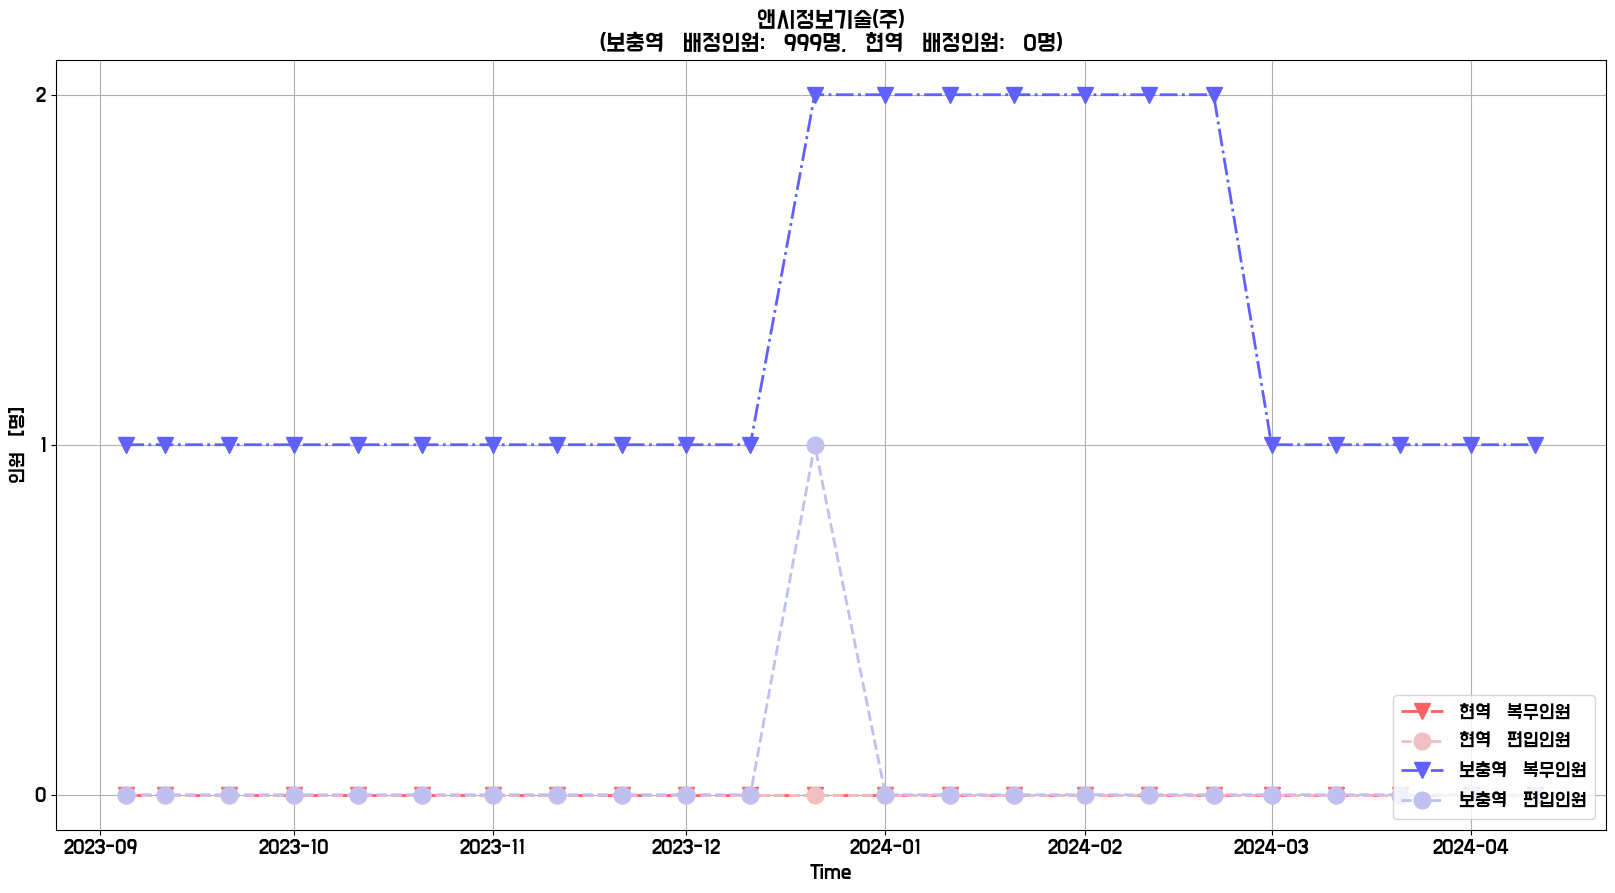 앤시정보기술(주)
(보충역 배정인원: 999명, 현역 배정인원: 0명)
인원 [명]
2
1
0
현역 복무인원
현역 편입인원
보충역 복무인원
보충역 편입인원
2023-09 2023-10 2023-11 2023-12 2024-01 2024-02 2024-03 2024-04
Time